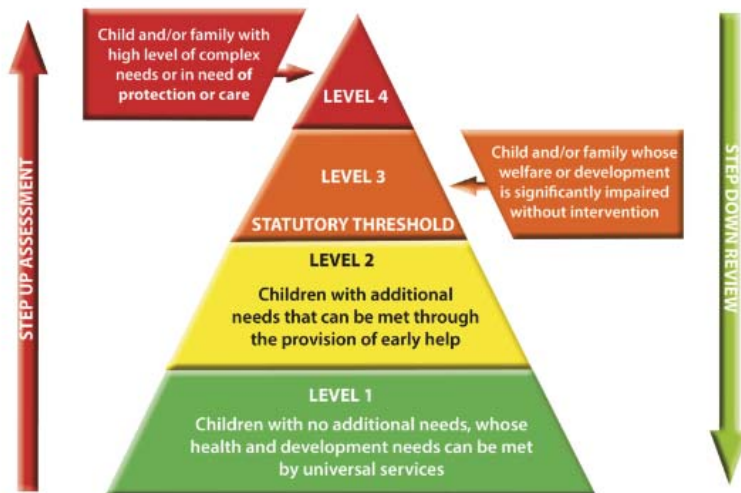 Child and/or family with
high level of complex
needs or in need of
protection or care
LEVEL 4
LEVEL 3
STATUTORY THRESHOLD
Child and/or family whose
welfare or development
is significantly impaired
without intervention
LEVEL 2
Children with additional
needs that can be met through
the provision of early help
LEVEL 1
Children with no additional needs, whose
health and development needs can be met
by universal services
STEP UP ASSESSMENT
STEP DOWN REVIEW